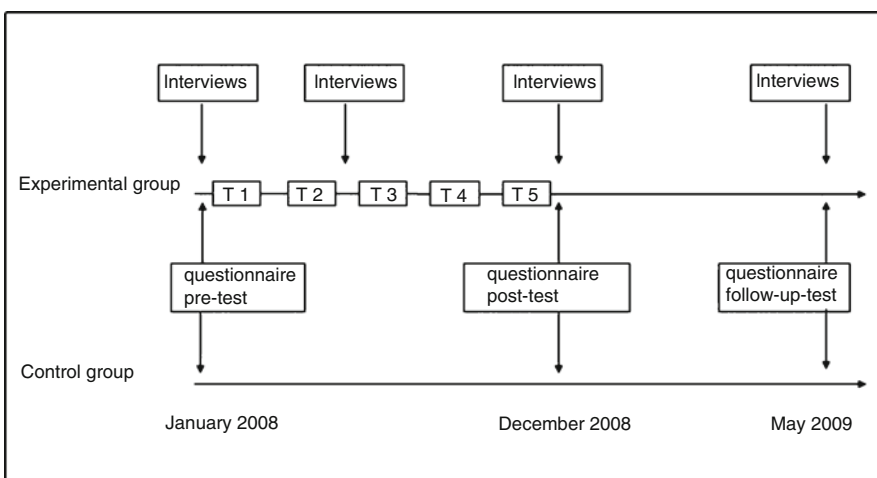 Interviews Interviews Interviews Interviews
Experimental group T 1 T 2 T 3 T 4 T 5
questionnaire questionnaire questionnaire
pre-test post-test follow-up-test
Control group
January 2008 December 2008 May 2009